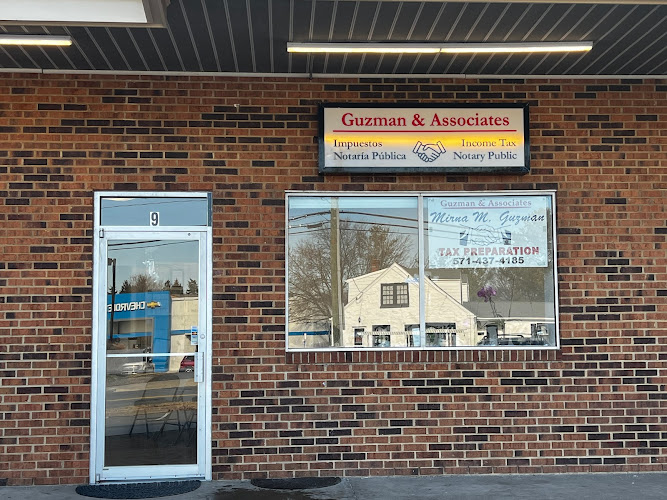 Guzman & Associates
Impuestos
Notaría Pública
Income Tax
Notary Public
9
Guzman & Associates
Mirna M. Guzman
TAX PREPARATION
571-437-4185
CHEVROLE